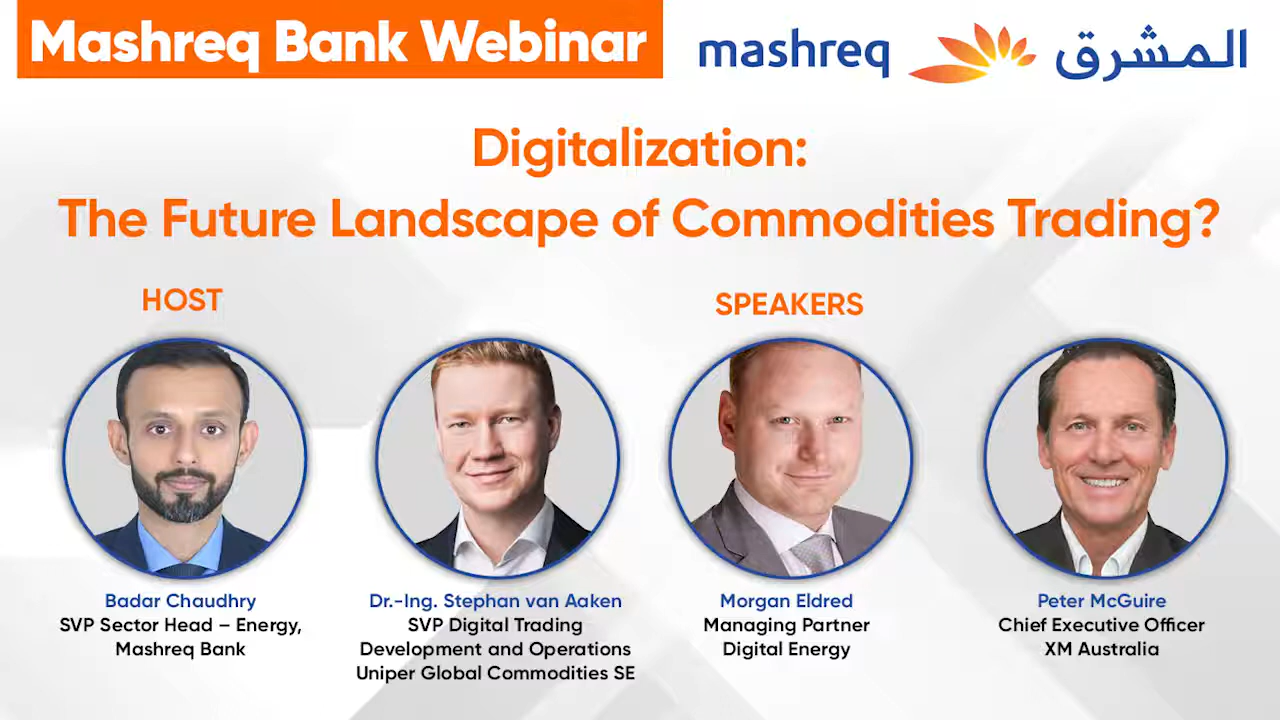 Mashreq Bank Webinar
mashreq
المشرق
Digitalization:
The Future Landscape of Commodities Trading?
HOST
SPEAKERS
Badar Chaudhry
SVP Sector Head – Energy,
Mashreq Bank
Dr.-Ing. Stephan van Aaken
SVP Digital Trading
Development and Operations
Uniper Global Commodities SE
Morgan Eldred
Managing Partner
Digital Energy
Peter McGuire
Chief Executive Officer
XM Australia